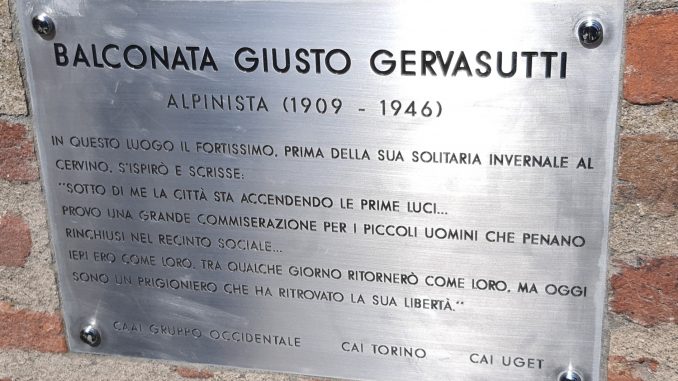 BALCONATA GIUSTO GERVASUTTI
ALPINISTA (1909 - 1946)
IN QUESTO LUOGO IL FORTISSIMO, PRIMA DELLA SUA SOLITARIA INVERNALE AL
CERVINO, S'ISPIRÒ E SCRISSE:
"SOTTO DI ME LA CITTÀ STA ACCENDENDO LE PRIME LUCI...
PROVO UNA GRANDE COMMISERAZIONE PER I PICCOLI UOMINI CHE PENANO
RINCHIUSI NEL RECINTO SOCIALE...
IERI ERO COME LORO, TRA QUALCHE GIORNO RITORNERÒ COME LORO, MA OGGI
SONO UN PRIGIONIERO CHE HA RITROVATO LA SUA LIBERTÀ."
CAAI GRUPPO OCCIDENTALE CAI TORINO CAI UGET